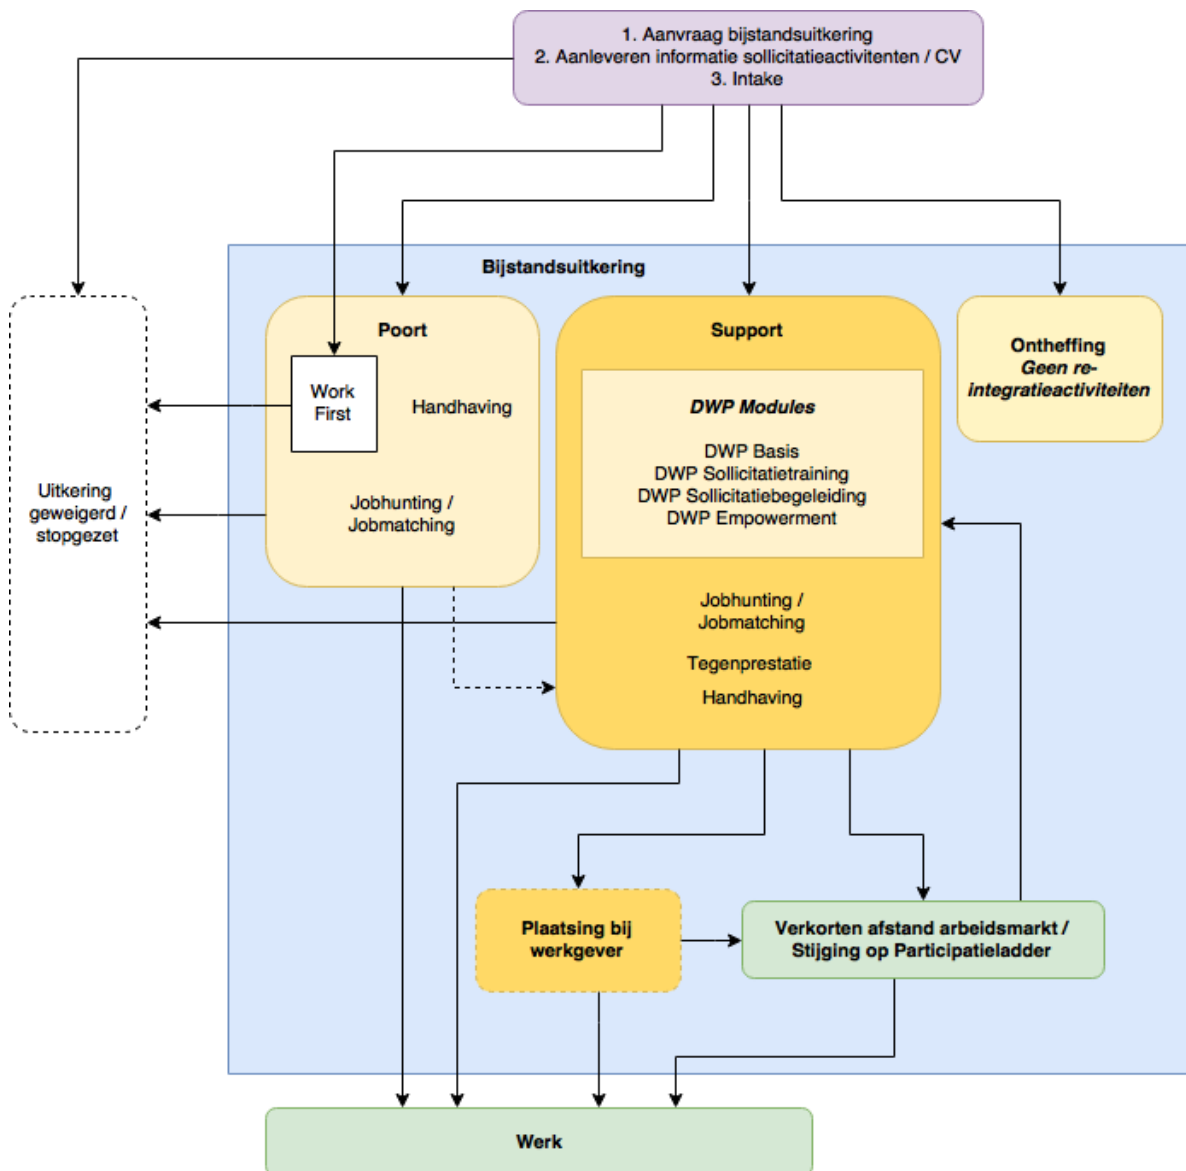 1. Aanvraag bijstandsuitkering
2. Aanleveren informatie sollicitatieactivitenten / CV
3. Intake
Bijstandsuitkering
Poort
Work
First
Handhaving
Jobhunting /
Jobmatching
Support
DWP Modules
DWP Basis
DWP Sollicitatietraining
DWP Sollicitatiebegeleiding
DWP Empowerment
Jobhunting /
Jobmatching
Tegenprestatie
Handhaving
Ontheffing
Geen re-
integratieactiviteiten
Uitkering
geweigerd /
stopgezet
Plaatsing bij
werkgever
Verkorten afstand arbeidsmarkt /
Stijging op Participatieladder
Werk